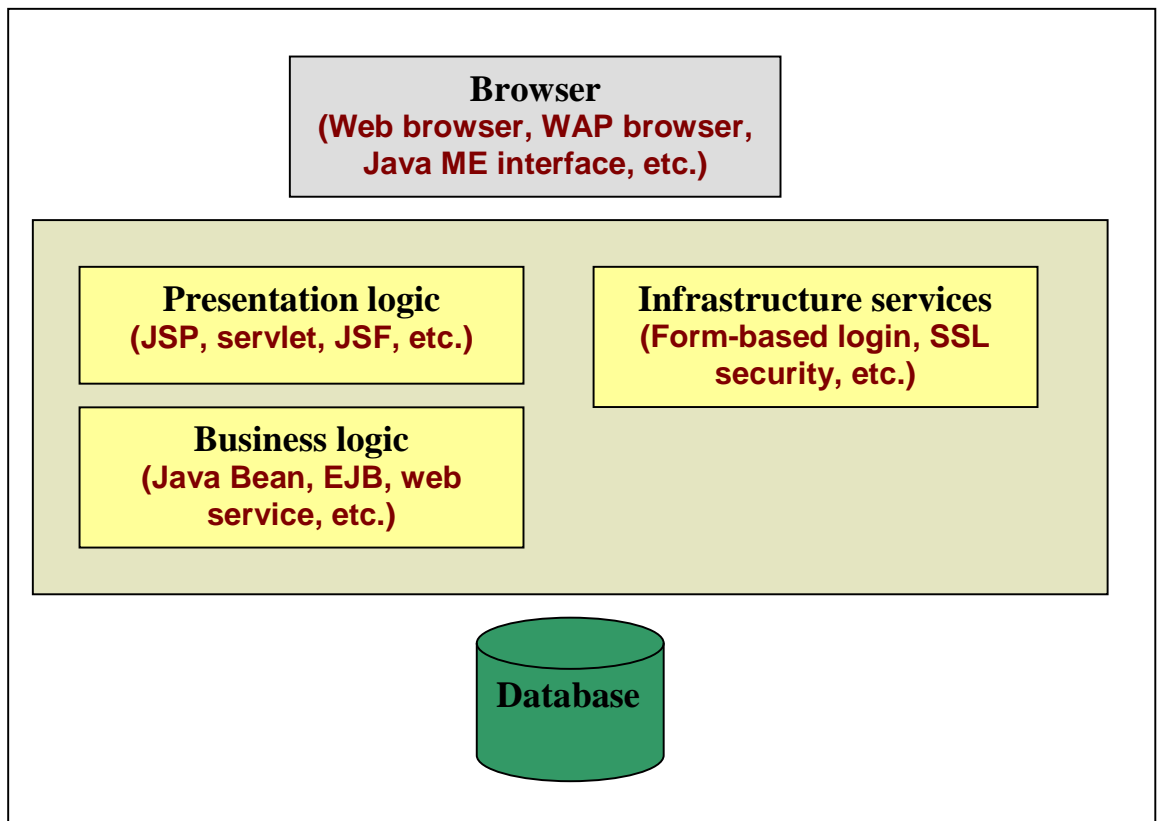 Browser
(Web browser, WAP browser,
Java ME interface, etc.)
Presentation logic
(JSP, servlet, JSF, etc.)
Infrastructure services
(Form-based login, SSL
security, etc.)
Business logic
(Java Bean, EJB, web
service, etc.)
Database